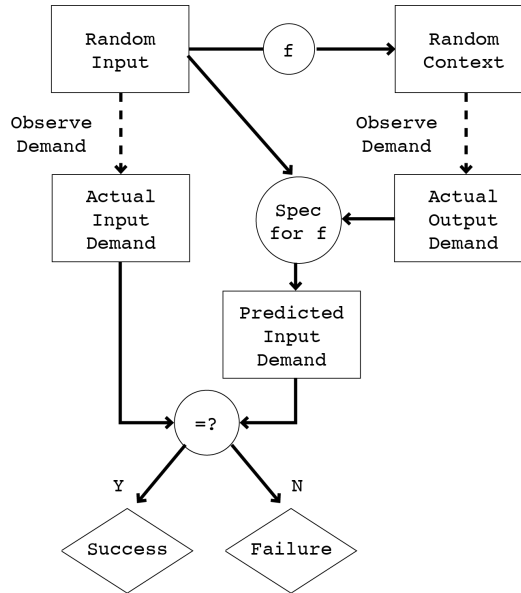 Random
Input
f
Random
Context
Observe
Demand
Observe
Demand
Actual
Input
Demand
Spec
for f
Actual
Output
Demand
Predicted
Input
Demand
=?
Y
N
Success
Failure